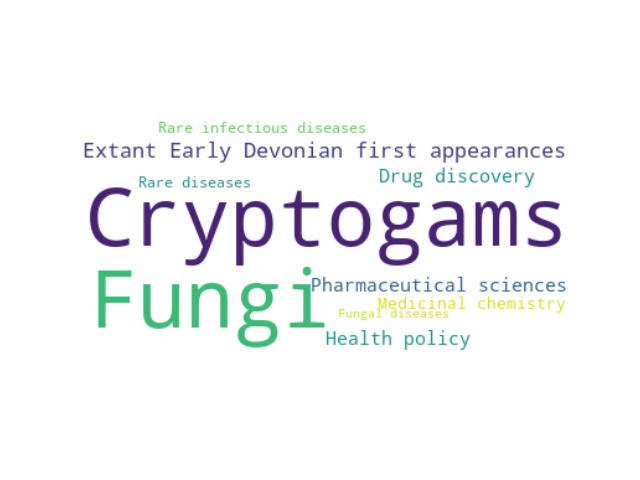 Rare infectious diseases
Extant Early Devonian first appearances
Drug discovery
Rare diseases
Cryptogams
Fungi
Pharmaceutical sciences
Medicinal chemistry
Fungal diseases
Health policy